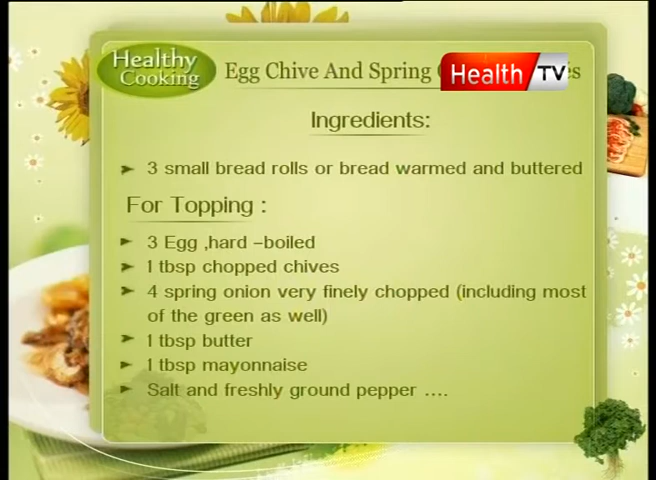 Healthy
Cooking
Egg Chive And Spring
Health TV
Ingredients:
3 small bread rolls or bread warmed and buttered
For Topping :
3 Egg ,hard –boiled
1 tbsp chopped chives
4 spring onion very finely chopped (including most
of the green as well)
1 tbsp butter
1 tbsp mayonnaise
Salt and freshly ground pepper ....